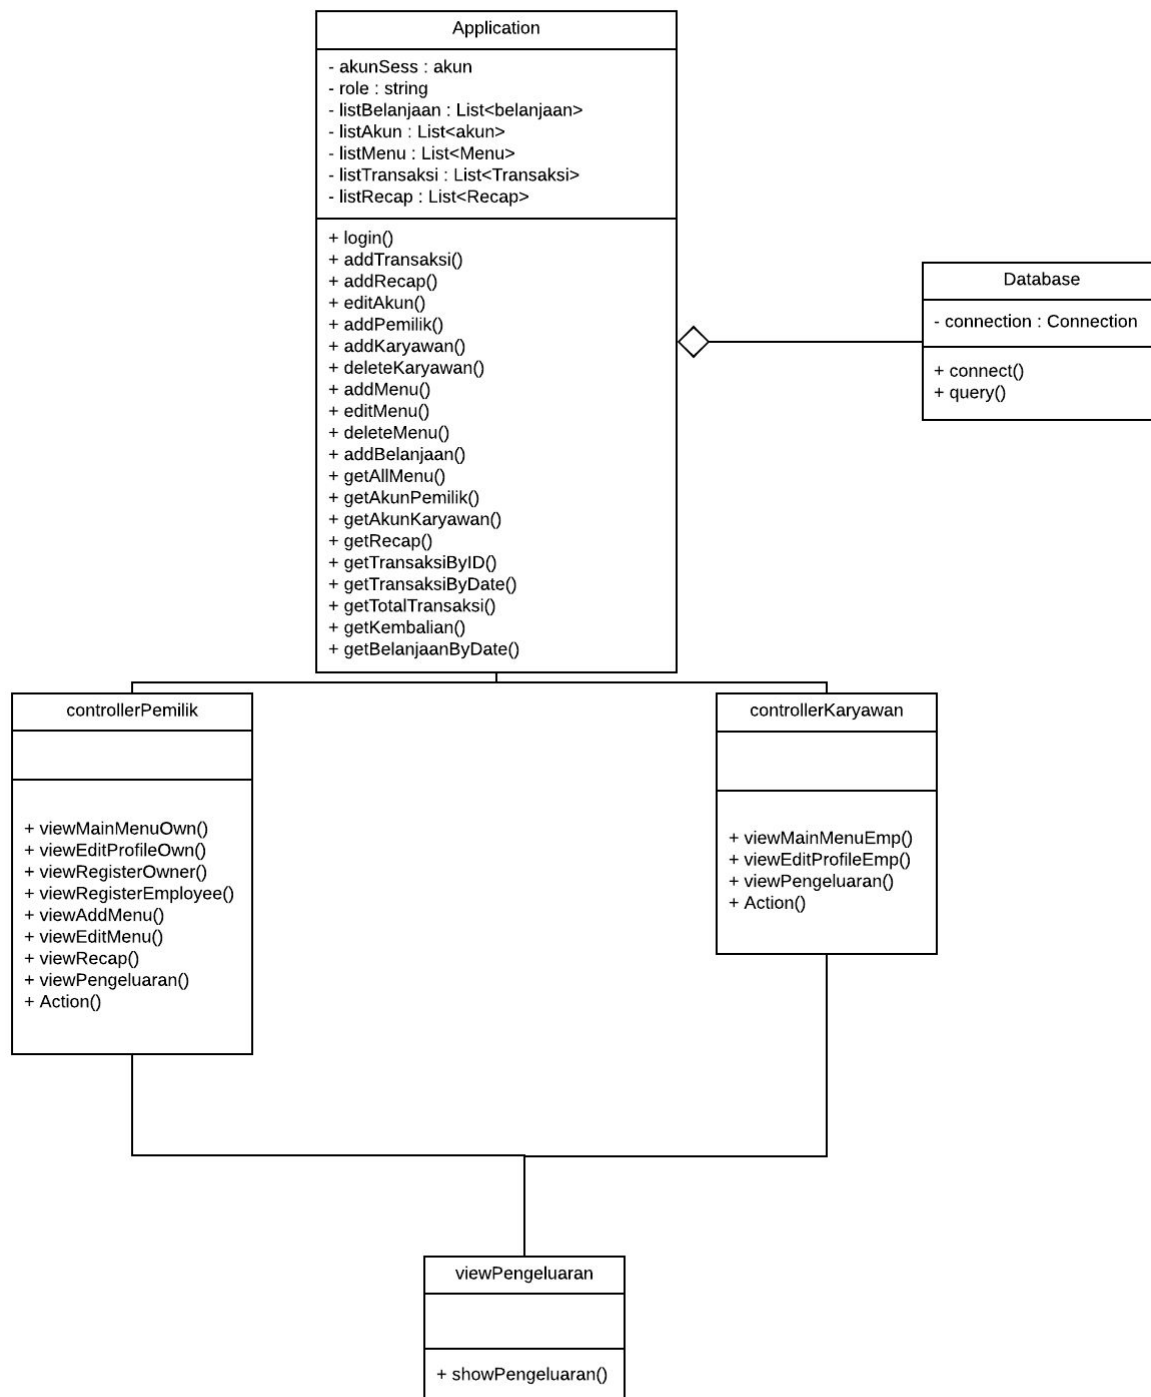 Application
- akunSess : akun
- role : string
- listBelanjaan : List<belanjaan>
- listAkun : List<akun>
- listMenu : List<Menu>
- listTransaksi : List<Transaksi>
- listRecap : List<Recap>
+ login()
+ addTransaksi()
+ addRecap()
+ editAkun()
+ addPemilik()
+ addKaryawan()
+ deleteKaryawan()
+ addMenu()
+ editMenu()
+ deleteMenu()
+ addBelanjaan()
+ getAllMenu()
+ getAkunPemilik()
+ getAkunKaryawan()
+ getRecap()
+ getTransaksiByID()
+ getTransaksiByDate()
+ getTotalTransaksi()
+ getKembalian()
+ getBelanjaanByDate()
Database
- connection : Connection
+ connect()
+ query()
controllerPemilik
+ viewMainMenuOwn()
+ viewEditProfileOwn()
+ viewRegisterOwner()
+ viewRegisterEmployee()
+ viewAddMenu()
+ viewEditMenu()
+ viewRecap()
+ viewPengeluaran()
+ Action()
controllerKaryawan
+ viewMainMenuEmp()
+ viewEditProfileEmp()
+ viewPengeluaran()
+ Action()
viewPengeluaran
+ showPengeluaran()